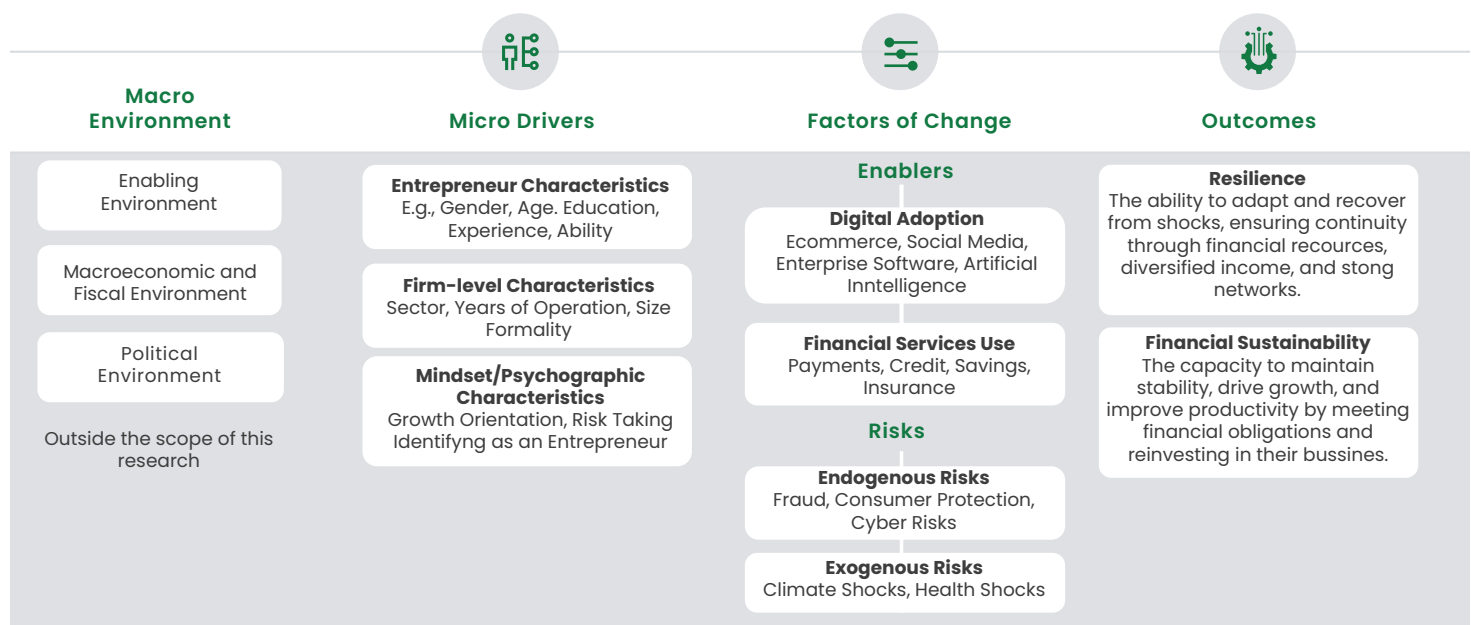 Macro
Environment
Micro Drivers
Factors of Change
Outcomes
Enabling
Environment
Macroeconomic and
Fiscal Environment
Political
Environment
Outside the scope of this
research
Entrepreneur Characteristics
E.g., Gender, Age. Education,
Experience, Ability
Firm-level Characteristics
Sector, Years of Operation, Size
Formality
Mindset/Psychographic
Characteristics
Growth Orientation, Risk Taking
Identifyng as an Entrepreneur
Enablers
Digital Adoption
Ecommerce, Social Media,
Enterprise Software, Artificial
Inntelligence
Financial Services Use
Payments, Credit, Savings,
Insurance
Risks
Endogenous Risks
Fraud, Consumer Protection,
Cyber Risks
Exogenous Risks
Climate Shocks, Health Shocks
Resilience
The ability to adapt and recover
from shocks, ensuring continuity
through financial recources,
diversified income, and stong
networks.
Financial Sustainability
The capacity to maintain
stability, drive growth, and
improve productivity by meeting
financial obligations and
reinvesting in their bussines.